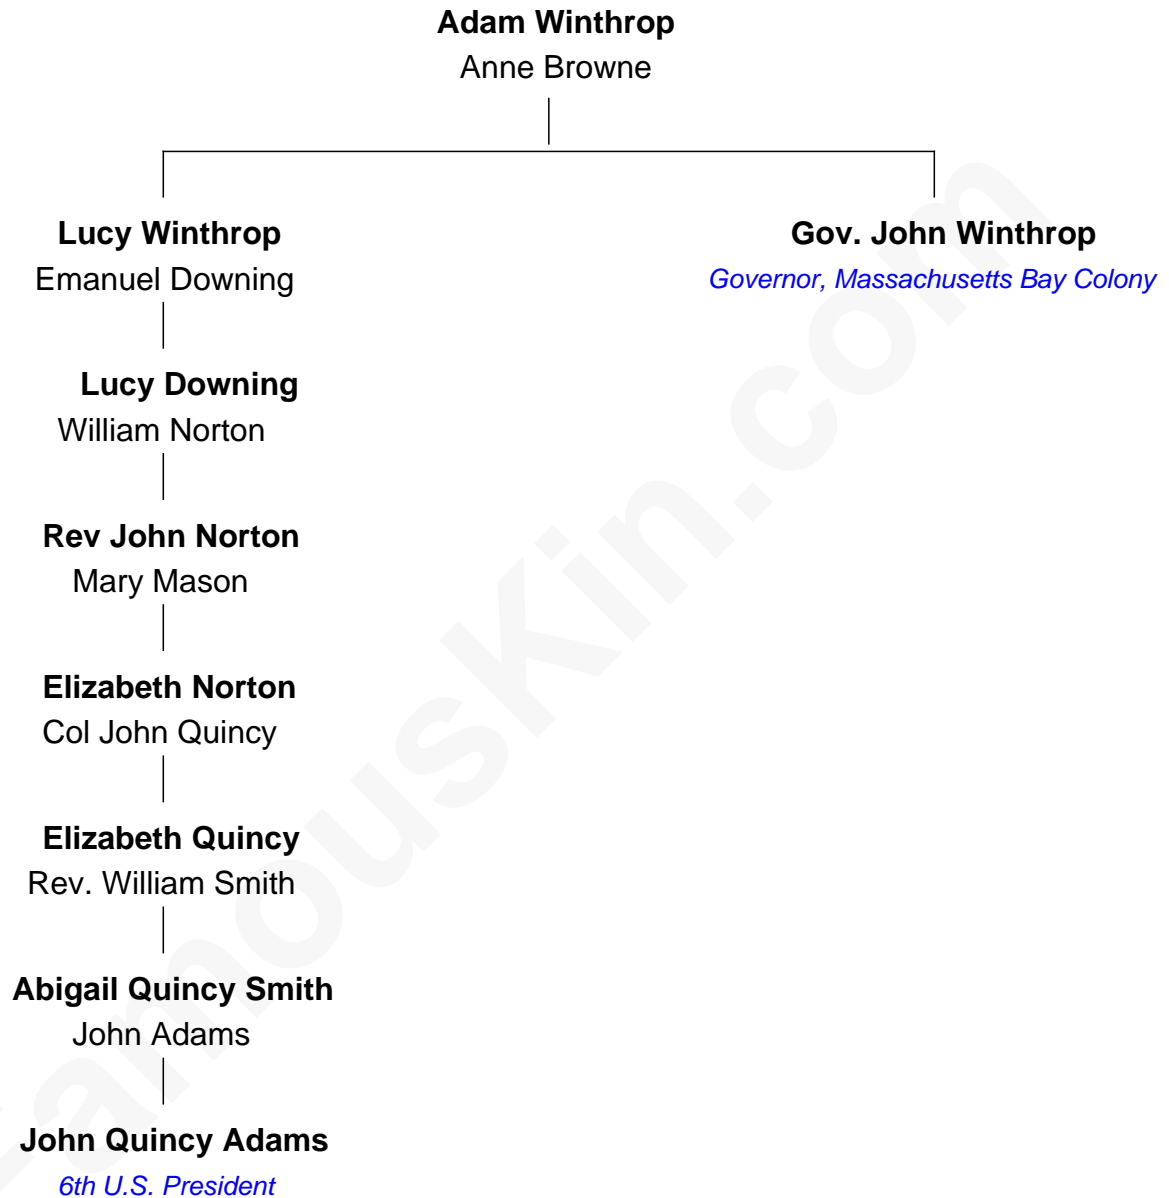 Adam Winthrop
Anne Browne
Lucy Winthrop
Emanuel Downing
Gov. John Winthrop
Governor, Massachusetts Bay Colony
Lucy Downing
William Norton
Rev John Norton
Mary Mason
Elizabeth Norton
Col John Quincy
Elizabeth Quincy
Rev. William Smith
Abigail Quincy Smith
John Adams
John Quincy Adams
6th U.S. President
FamousKin.com